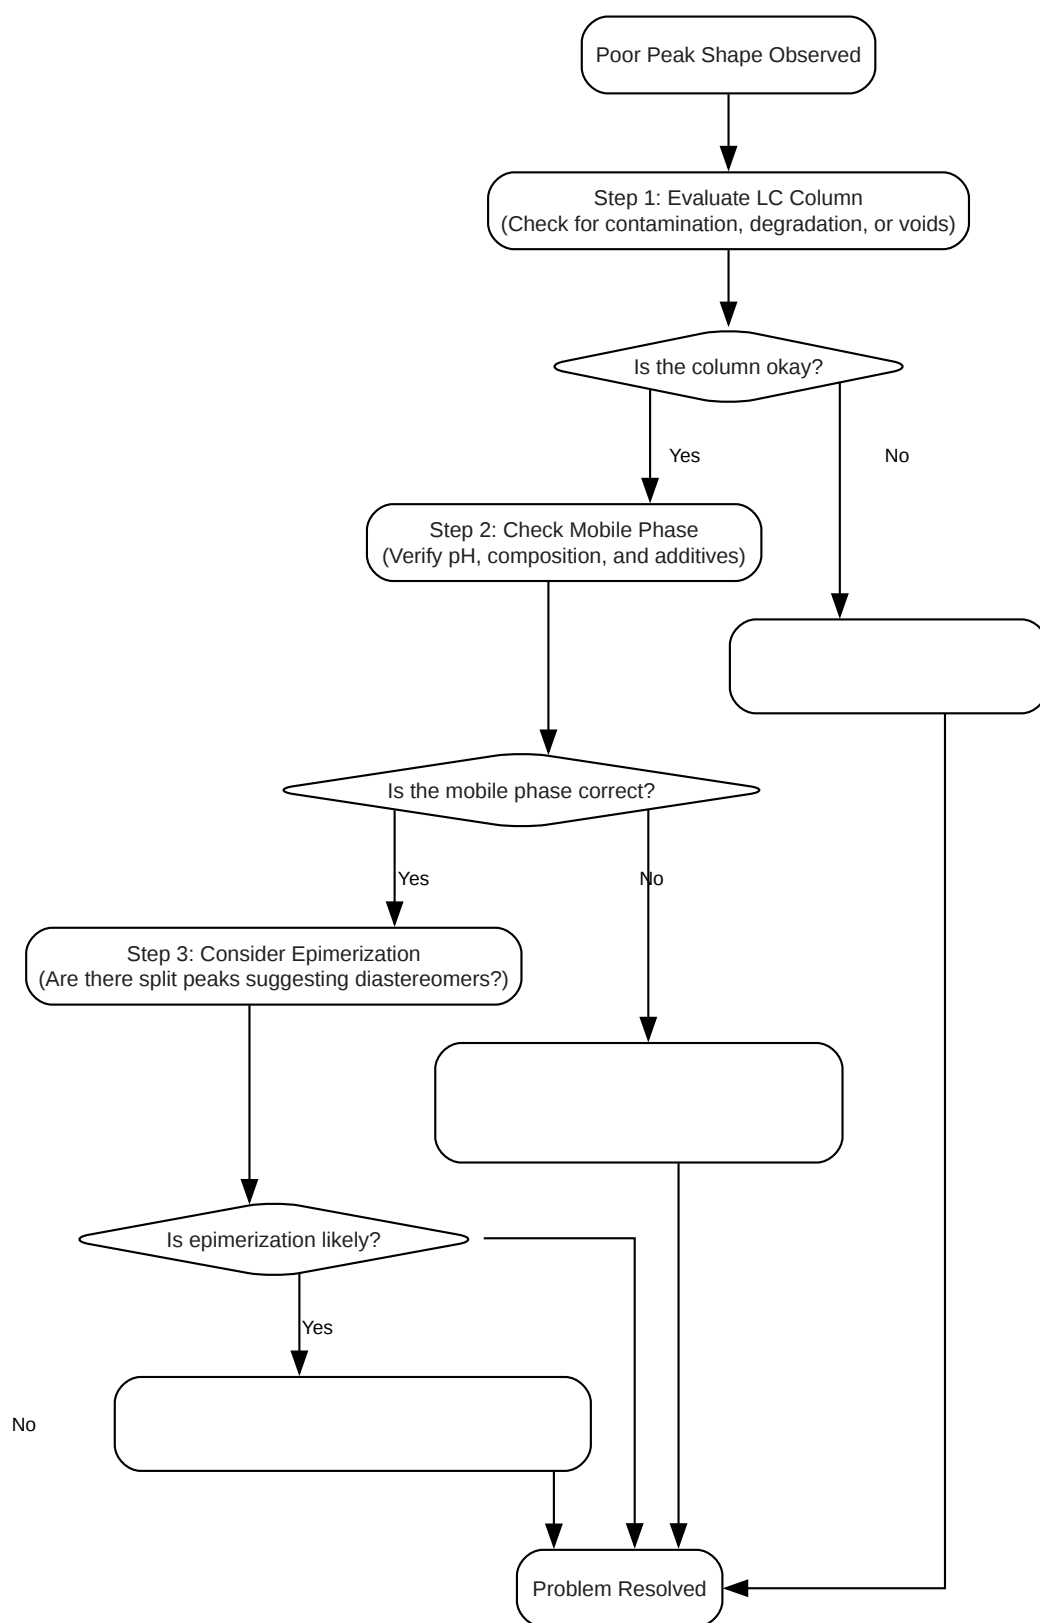 Poor Peak Shape Observed
Step 1: Evaluate LC Column
(Check for contamination, degradation, or voids)
Is the column okay?
Yes
No
Step 2: Check Mobile Phase
(Verify pH, composition, and additives)
Is the mobile phase correct?
Yes
No
Step 3: Consider Epimerization
(Are there split peaks suggesting diastereomers?)
Is epimerization likely?
Yes
No
Problem Resolved